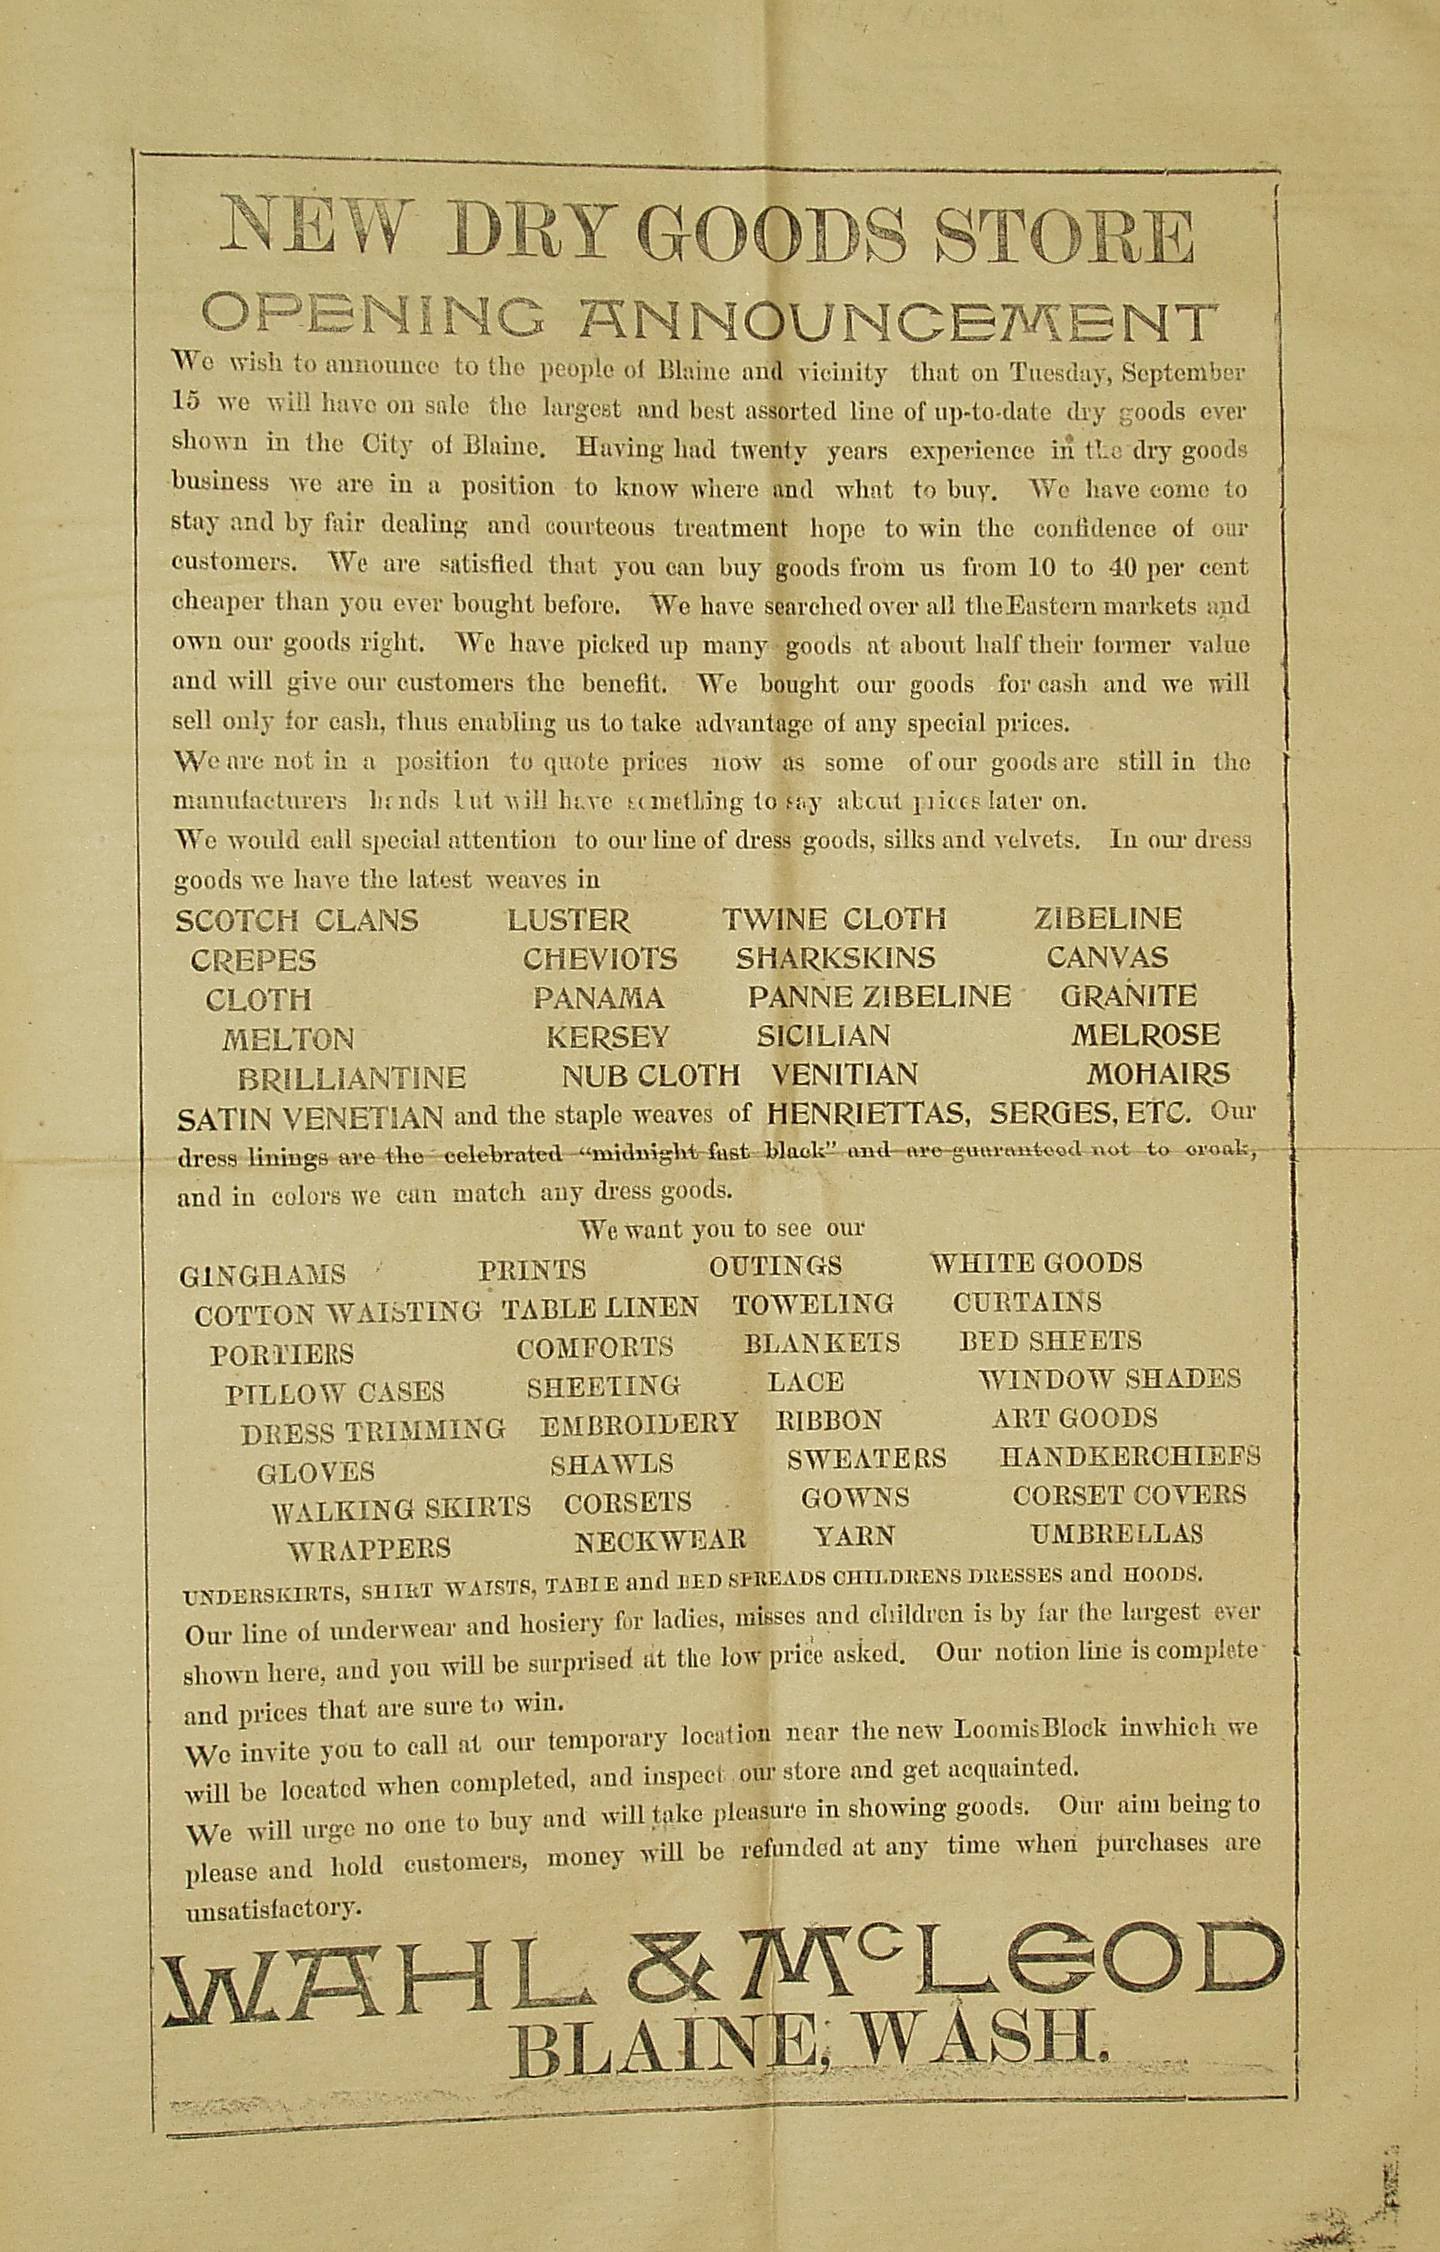 NEW DRY GOODS STORE
OPENING ANNOUNCEMENT
We wish to announce to the people of Blaine and vicinity that on Tuesday, September
15 we will have on sale the largest and best assorted line of up-to-date dry goods ever
shown in the City of Blaine. Having had twenty years experience in the dry goods
business we are in a position to know where and what to buy. We have come to
stay and by fair dealing and courteous treatment hope to win the confidence of our
customers. We are satisfied that you can buy goods from us from 10 to 40 per cent
cheaper than you ever bought before. We have searched over all the Eastern markets and
own our goods right. We have picked up many goods at about half their former value
and will give our customers the benefit. We bought our goods for cash and we will
sell only for cash, thus enabling us to take advantage of any special prices.
We are not in a position to quote prices now as some of our goods are still in the
manufacturers hands but will have something to say about prices later on.
We would call special attention to our line of dress goods, silks and velvets. In our dress
goods we have the latest weaves in
SCOTCH CLANS LUSTER TWINE CLOTH ZIBELINE
CREPES CHEVIOTS SHARKSKINS CANVAS
CLOTH PANAMA PANNE ZIBELINE GRANITE
MELTON KERSEY SICILIAN MELROSE
BRILLIANTINE NUB CLOTH VENITIAN MOHAIRS
SATIN VENETIAN and the staple weaves of HENRIETTAS, SERGES, ETC. Our
dress linings are the celebrated “midnight fast black” and are guaranteed not to croak,
and in colors we can match any dress goods.
We want you to see our
GINGHAMS PRINTS OUTINGS WHITE GOODS
COTTON WAISTING TABLE LINEN TOWELING CURTAINS
PORTIERS COMFORTS BLANKETS BED SHEETS
PILLOW CASES SHEETING LACE WINDOW SHADES
DRESS TRIMMING EMBROIDERY RIBBON ART GOODS
GLOVES SHAWLS SWEATERS HANDKERCHIEFS
WALKING SKIRTS CORSETS GOWNS CORSET COVERS
WRAPPERS NECKWEAR YARN UMBRELLAS
UNDERSKIRTS, SHIRT WAISTS, TABLE and BED SPREADS CHILDRENS DRESSES and HOODS.
Our line of underwear and hosiery for ladies, misses and children is by far the largest ever
shown here, and you will be surprised at the low price asked. Our notion line is complete
and prices that are sure to win.
We invite you to call at our temporary location near the new Loomis Block inwhich we
will be located when completed, and inspect our store and get acquainted.
We will urge no one to buy and will take pleasure in showing goods. Our aim being to
please and hold customers, money will be refunded at any time when purchases are
unsatisfactory.
WAHL & McLEOD
BLAINE, WASH.